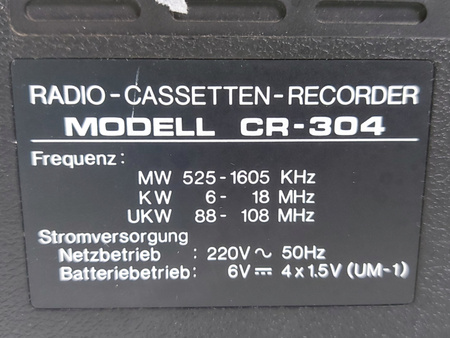 RADIO-CASSETTEN-RECORDER
MODELL CR-304
Frequenz:
MW 525-1605 KHz
KW 6- 18 MHz
UKW 88- 108 MHz
Stromversorgung
Netzbetrieb : 220V ~ 50Hz
Batteriebetrieb: 6V ⎓ 4x1.5V (UM-1)